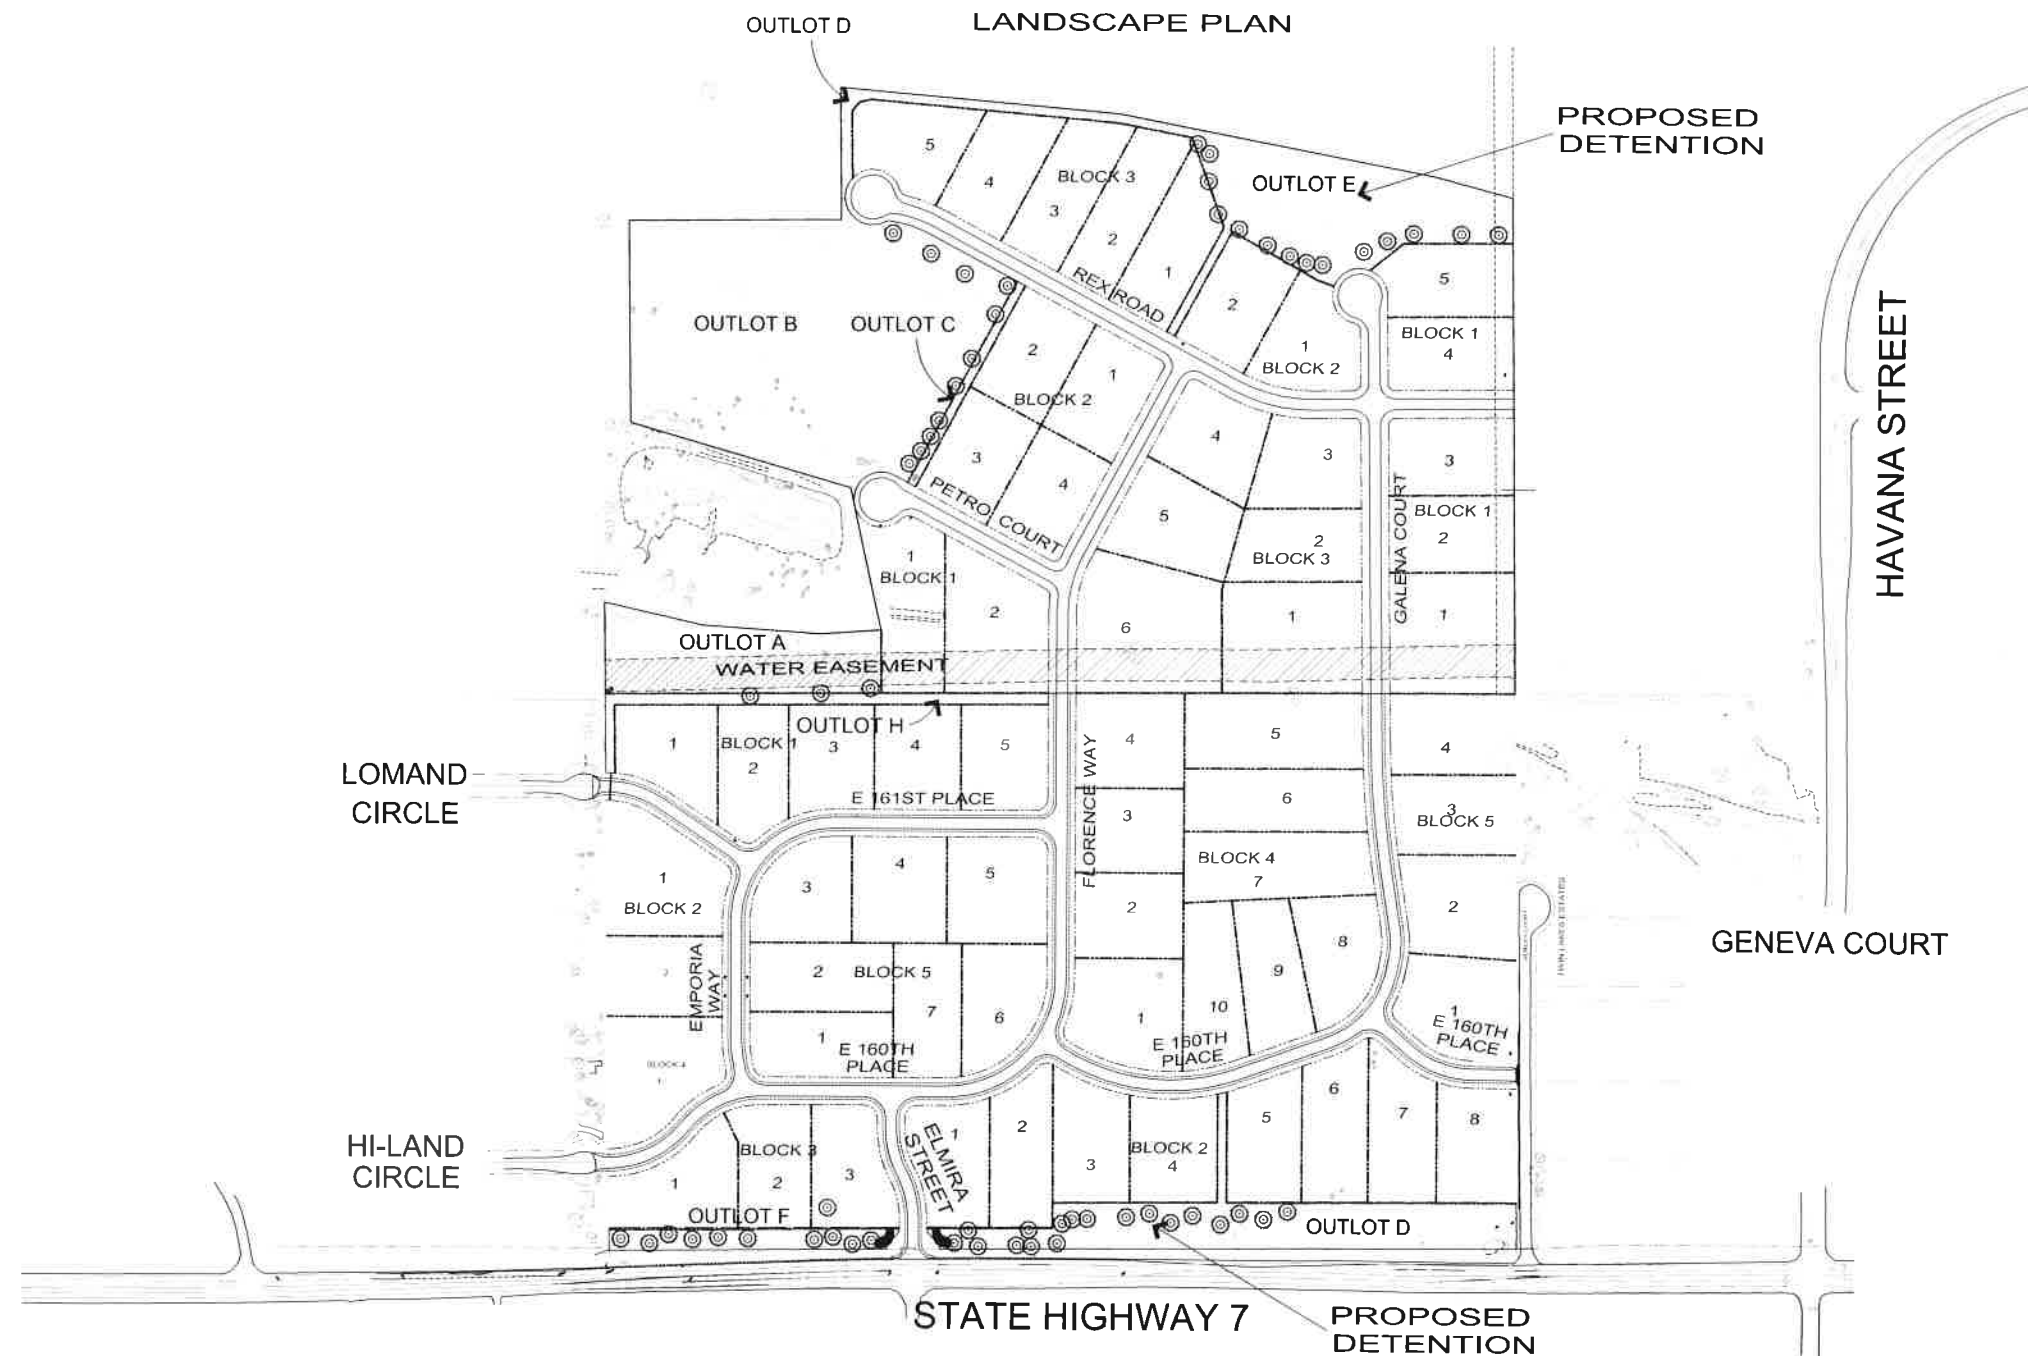 OUTLOT D
LANDSCAPE PLAN
PROPOSED
DETENTION
5
4
BLOCK 3
3
2
1
OUTLOT E
REX ROAD
2
1
BLOCK 2
5
BLOCK 1
4
HAVANA STREET
OUTLOT B
OUTLOT C
2
1
BLOCK 2
3
4
PETRO COURT
4
5
3
2
BLOCK 3
1
6
GALENA COURT
3
BLOCK 1
2
1
1
BLOCK 1
2
OUTLOT A
WATER EASEMENT
OUTLOT H
LOMAND
CIRCLE
1
BLOCK 1
2
3
4
5
E 161ST PLACE
FLORENCE WAY
4
3
2
1
5
6
BLOCK 4
7
8
9
10
4
3
BLOCK 5
2
1
E 160TH
PLACE
TWIN LAKES ESTATES
GENEVA COURT
1
BLOCK 2
2
EMPORIA
WAY
BLOCK 4
1
3
4
5
2
BLOCK 5
7
6
1
E 160TH
PLACE
E 160TH
PLACE
HI-LAND
CIRCLE
1
BLOCK 3
2
3
ELMIRA
STREET
1
2
3
BLOCK 2
4
5
6
7
8
OUTLOT F
OUTLOT D
STATE HIGHWAY 7
PROPOSED
DETENTION